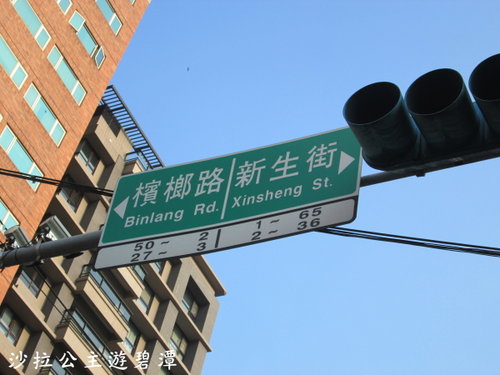 檳榔路 新生街
Binlang Rd. Xinsheng St.
50~ 2 1~ 65
27~ 3 2~ 36
沙拉公主遊碧潭